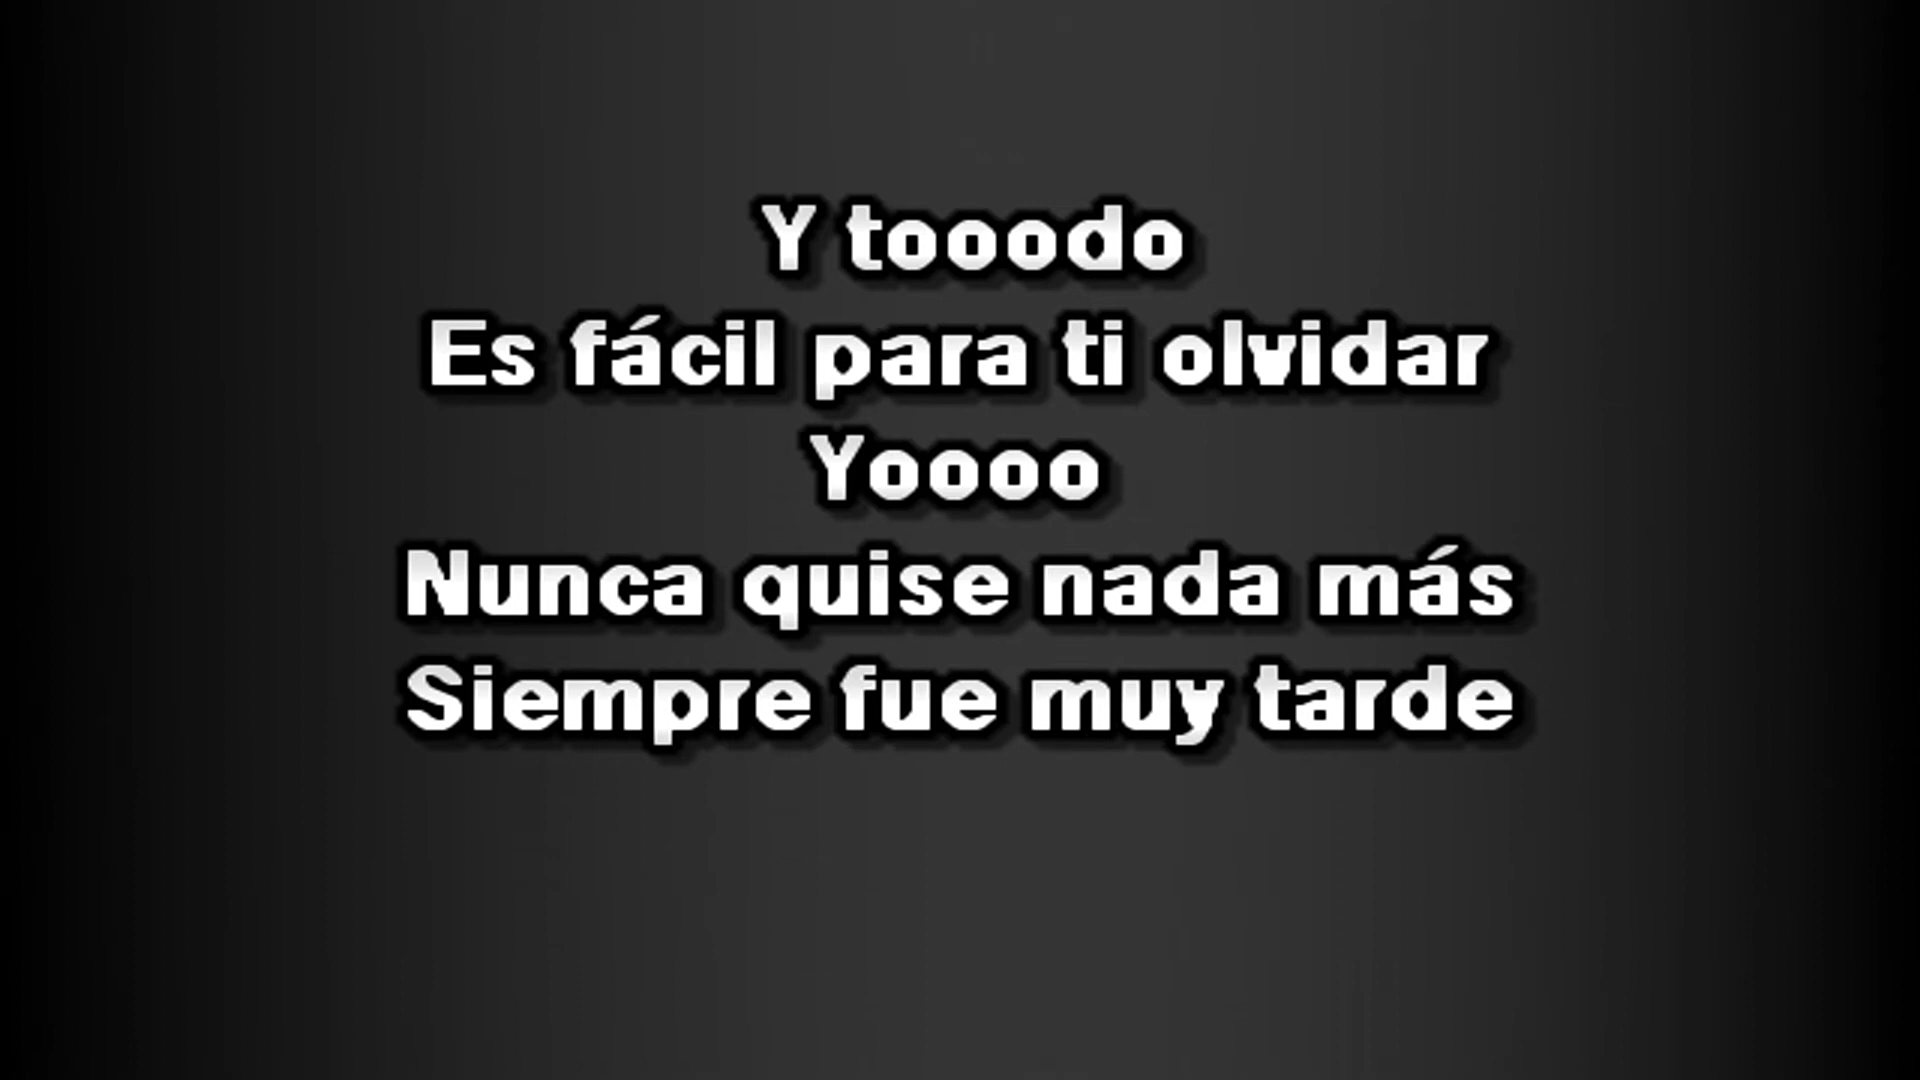 Y tooodo
Es fácil para ti olvidar
Yoooo
Nunca quise nada más
Siempre fue muy tarde